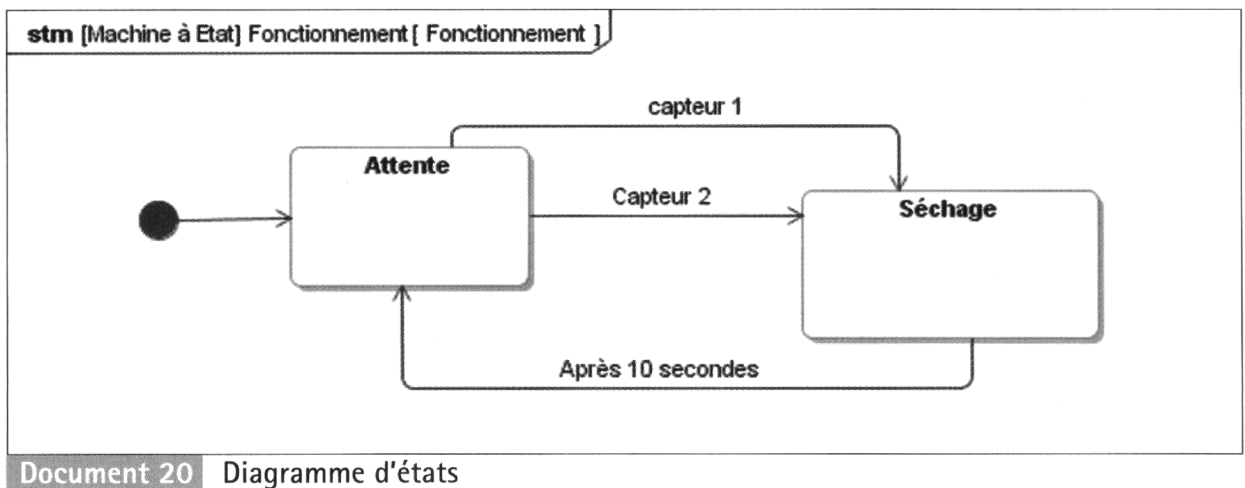 stm [Machine à Etat] Fonctionnement [ Fonctionnement ]
capteur 1
Attente
Capteur 2
Séchage
Après 10 secondes
Document 20 Diagramme d'états